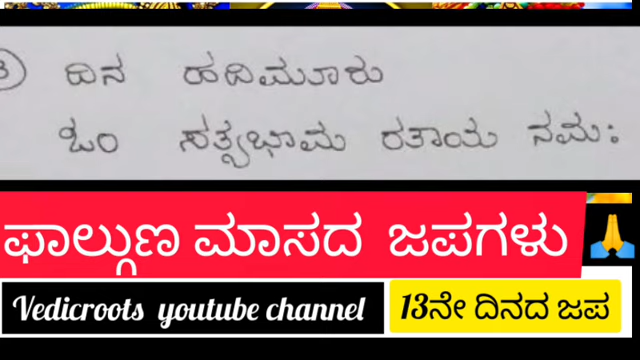 ದಿನ ಹದಿಮೂರು
ಓಂ ಸತ್ಯಭಾಮ ರತಾಯ ನಮಃ
ಫಾಲ್ಗುಣ ಮಾಸದ ಜಪಗಳು
Vedicroots youtube channel
13ನೇ ದಿನದ ಜಪ